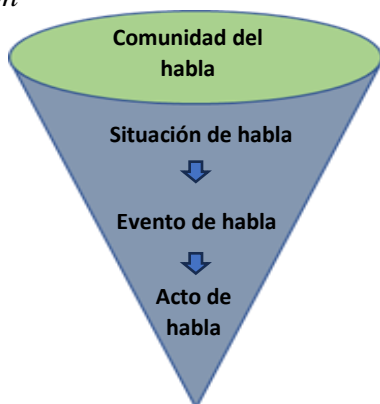 Comunidad del
habla
Situación de habla
Evento de habla
Acto de
habla